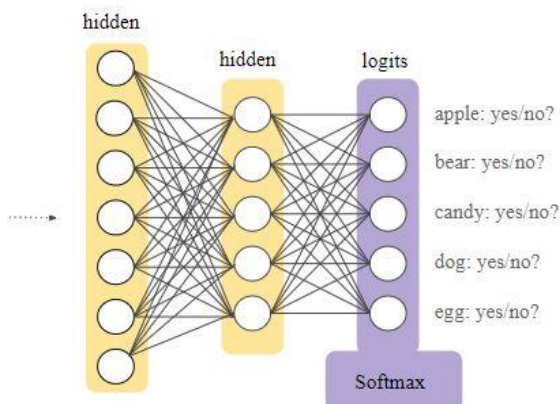 hidden
hidden
logits
apple: yes/no?
bear: yes/no?
candy: yes/no?
dog: yes/no?
egg: yes/no?
Softmax